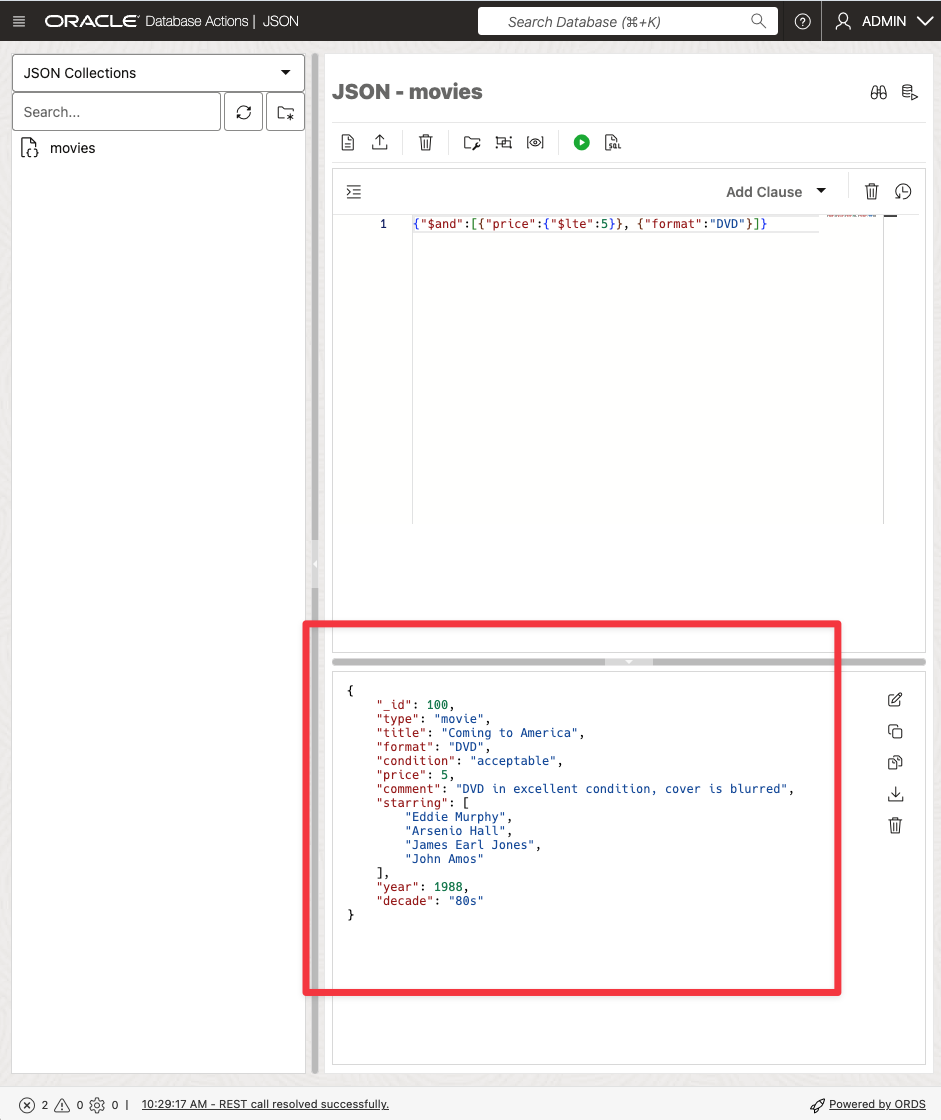 ORACLE Database Actions | JSON
Search Database (⌘+K)
ADMIN
JSON Collections
Search...
movies
JSON - movies
SQL
Add Clause
1 {"$and":[{"price":{"$lte":5}}, {"format":"DVD"}]}
{
    "_id": 100,
    "type": "movie",
    "title": "Coming to America",
    "format": "DVD",
    "condition": "acceptable",
    "price": 5,
    "comment": "DVD in excellent condition, cover is blurred",
    "starring": [
        "Eddie Murphy",
        "Arsenio Hall",
        "James Earl Jones",
        "John Amos"
    ],
    "year": 1988,
    "decade": "80s"
}
2 0 0 | 10:29:17 AM - REST call resolved successfully.
Powered by ORDS